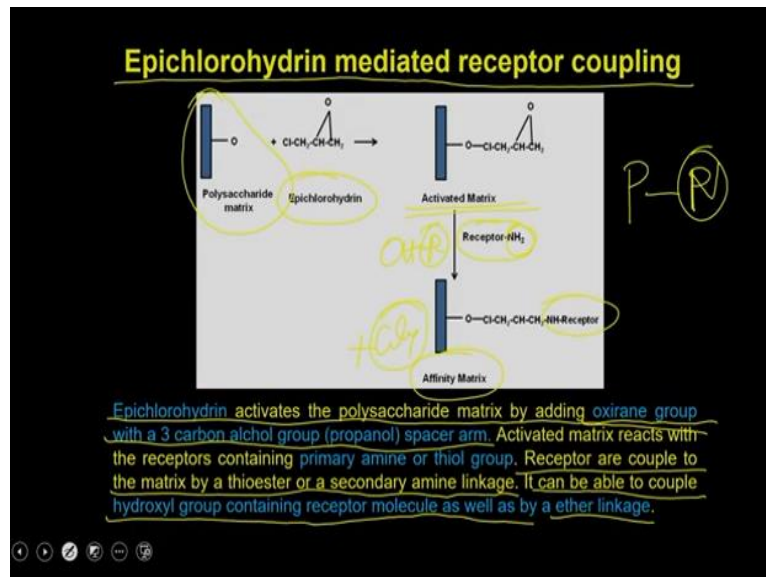 Epichlorohydrin mediated receptor coupling
O O
O + Cl-CH2-CH-CH2 O—Cl-CH2-CH-CH2
Polysaccharide matrix Epichlorohydrin Activated Matrix
P-R
OH R Receptor-NH2
O—Cl-CH2-CH-CH2-NH-Receptor
+
Affinity Matrix
Epichlorohydrin activates the polysaccharide matrix by adding oxirane group
with a 3 carbon alchol group (propanol) spacer arm. Activated matrix reacts with
the receptors containing primary amine or thiol group. Receptor are couple to
the matrix by a thioester or a secondary amine linkage. It can be able to couple
hydroxyl group containing receptor molecule as well as by a ether linkage.